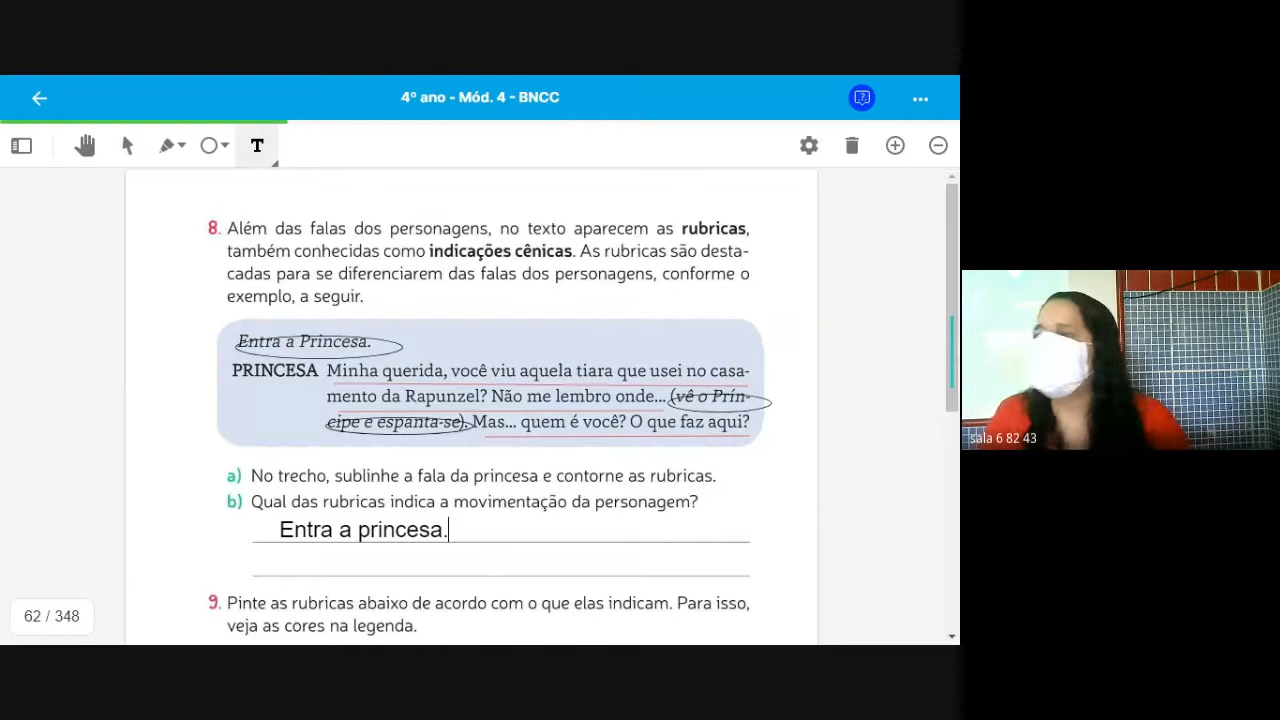 4º ano - Mód. 4 - BNCC
T
8. Além das falas dos personagens, no texto aparecem as rubricas,
também conhecidas como indicações cênicas. As rubricas são desta-
cadas para se diferenciarem das falas dos personagens, conforme o
exemplo, a seguir.
Entra a Princesa.
PRINCESA Minha querida, você viu aquela tiara que usei no casa-
mento da Rapunzel? Não me lembro onde... (vê o Prín-
cipe e espanta-se). Mas... quem é você? O que faz aqui?
a) No trecho, sublinhe a fala da princesa e contorne as rubricas.
b) Qual das rubricas indica a movimentação da personagem?
Entra a princesa.
9. Pinte as rubricas abaixo de acordo com o que elas indicam. Para isso,
veja as cores na legenda.
62 / 348
sala 6 82 43